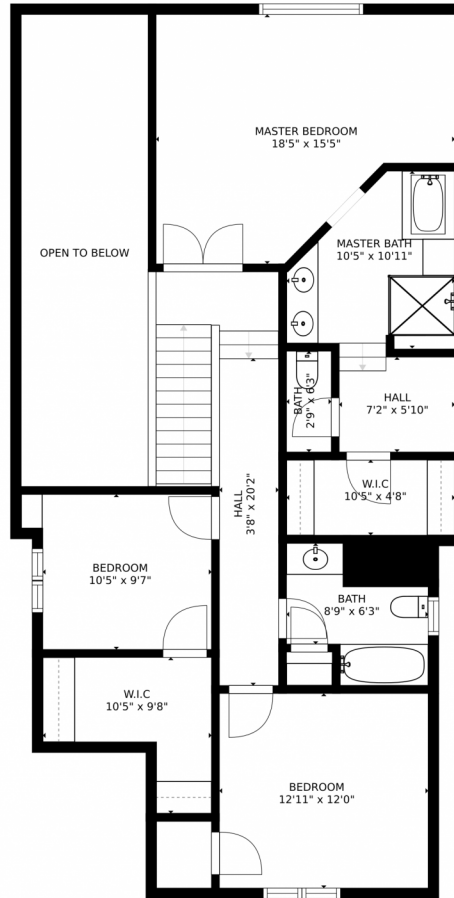 MASTER BEDROOM
18'5" x 15'5"
OPEN TO BELOW
MASTER BATH
10'5" x 10'11"
BATH
2'9" x 6'3"
HALL
7'2" x 5'10"
W.I.C
10'5" x 4'8"
HALL
3'8" x 20'2"
BEDROOM
10'5" x 9'7"
BATH
8'9" x 6'3"
W.I.C
10'5" x 9'8"
BEDROOM
12'11" x 12'0"